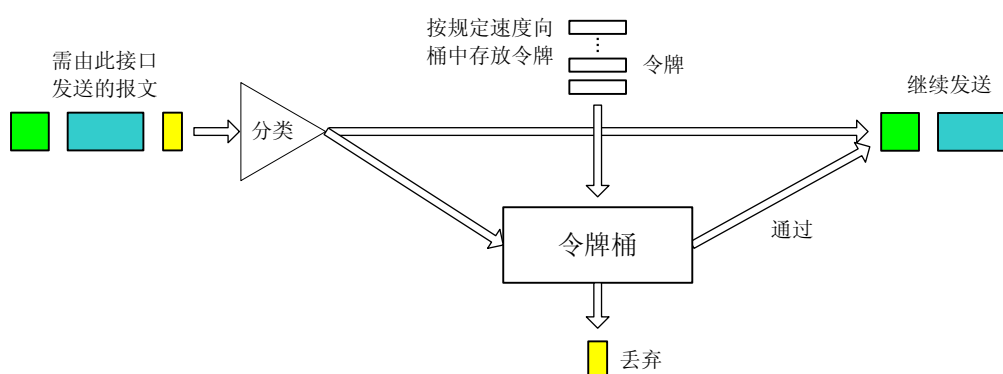 按规定速度向
桶中存放令牌
令牌
需由此接口
发送的报文
继续发送
分类
令牌桶
通过
丢弃